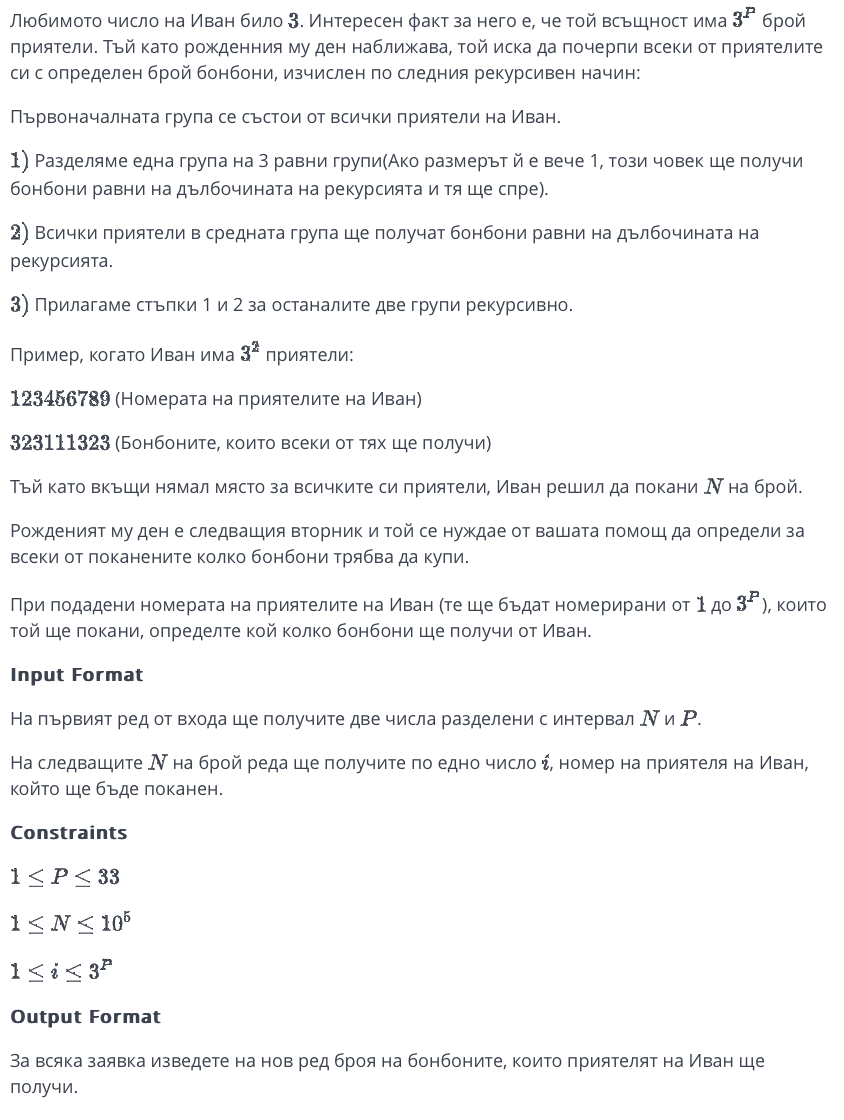 Любимото число на Иван било 3. Интересен факт за него е, че той всъщност има 3^P брой
приятели. Тъй като рожденния му ден наближава, той иска да почерпи всеки от приятелите
си с определен брой бонбони, изчислен по следния рекурсивен начин:
Първоначалната група се състои от всички приятели на Иван.
1) Разделяме една група на 3 равни групи(Ако размерът й е вече 1, този човек ще получи
бонбони равни на дълбочината на рекурсията и тя ще спре).
2) Всички приятели в средната група ще получат бонбони равни на дълбочината на
рекурсията.
3) Прилагаме стъпки 1 и 2 за останалите две групи рекурсивно.
Пример, когато Иван има 3^2 приятели:
123456789 (Номерата на приятелите на Иван)
323111323 (Бонбоните, които всеки от тях ще получи)
Тъй като вкъщи нямал място за всичките си приятели, Иван решил да покани N на брой.
Рожденият му ден е следващия вторник и той се нуждае от вашата помощ да определи за
всеки от поканените колко бонбони трябва да купи.
При подадени номерата на приятелите на Иван (те ще бъдат номерирани от 1 до 3^P), които
той ще покани, определте кой колко бонбони ще получи от Иван.
Input Format
На първият ред от входа ще получите две числа разделени с интервал N и P.
На следващите N на брой реда ще получите по едно число i, номер на приятеля на Иван,
който ще бъде поканен.
Constraints
1 ≤ P ≤ 33
1 ≤ N ≤ 10^5
1 ≤ i ≤ 3^P
Output Format
За всяка заявка изведете на нов ред броя на бонбоните, които приятелят на Иван ще
получи.